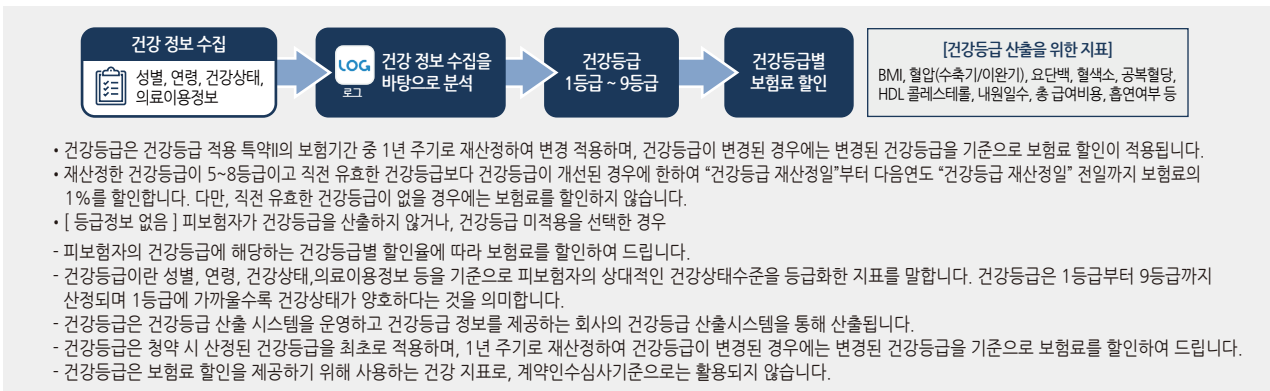 건강 정보 수집
성별, 연령, 건강상태,
의료이용정보
LOG
로그
건강 정보 수집을
바탕으로 분석
건강등급
1등급 ~ 9등급
건강등급별
보험료 할인
[건강등급 산출을 위한 지표]
BMI, 혈압(수축기/이완기), 요단백, 혈색소, 공복혈당,
HDL 콜레스테롤, 내원일수, 총 급여비용, 흡연여부 등
• 건강등급은 건강등급 적용 특약II의 보험기간 중 1년 주기로 재산정하여 변경 적용하며, 건강등급이 변경된 경우에는 변경된 건강등급을 기준으로 보험료 할인이 적용됩니다.
• 재산정한 건강등급이 5~8등급이고 직전 유효한 건강등급보다 건강등급이 개선된 경우에 한하여 “건강등급 재산정일”부터 다음연도 “건강등급 재산정일” 전일까지 보험료의
1%를 할인합니다. 다만, 직전 유효한 건강등급이 없을 경우에는 보험료를 할인하지 않습니다.
• [ 등급정보 없음 ] 피보험자가 건강등급을 산출하지 않거나, 건강등급 미적용을 선택한 경우
- 피보험자의 건강등급에 해당하는 건강등급별 할인율에 따라 보험료를 할인하여 드립니다.
- 건강등급이란 성별, 연령, 건강상태,의료이용정보 등을 기준으로 피보험자의 상대적인 건강상태수준을 등급화한 지표를 말합니다. 건강등급은 1등급부터 9등급까지
산정되며 1등급에 가까울수록 건강상태가 양호하다는 것을 의미합니다.
- 건강등급은 건강등급 산출 시스템을 운영하고 건강등급 정보를 제공하는 회사의 건강등급 산출시스템을 통해 산출됩니다.
- 건강등급은 청약 시 산정된 건강등급을 최초로 적용하며, 1년 주기로 재산정하여 건강등급이 변경된 경우에는 변경된 건강등급을 기준으로 보험료를 할인하여 드립니다.
- 건강등급은 보험료 할인을 제공하기 위해 사용하는 건강 지표로, 계약인수심사기준으로는 활용되지 않습니다.